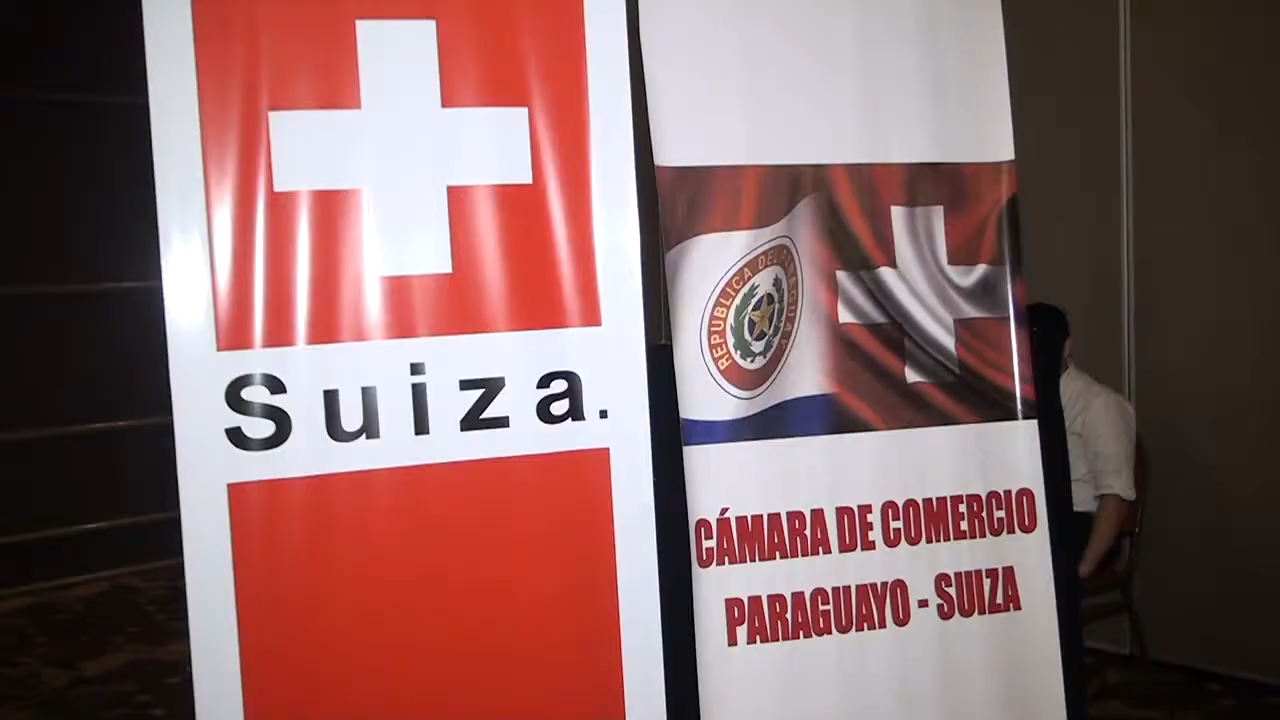 Suiza.
REPUBLICA DEL PARAGUAY
CÁMARA DE COMERCIO
PARAGUAYO - SUIZA